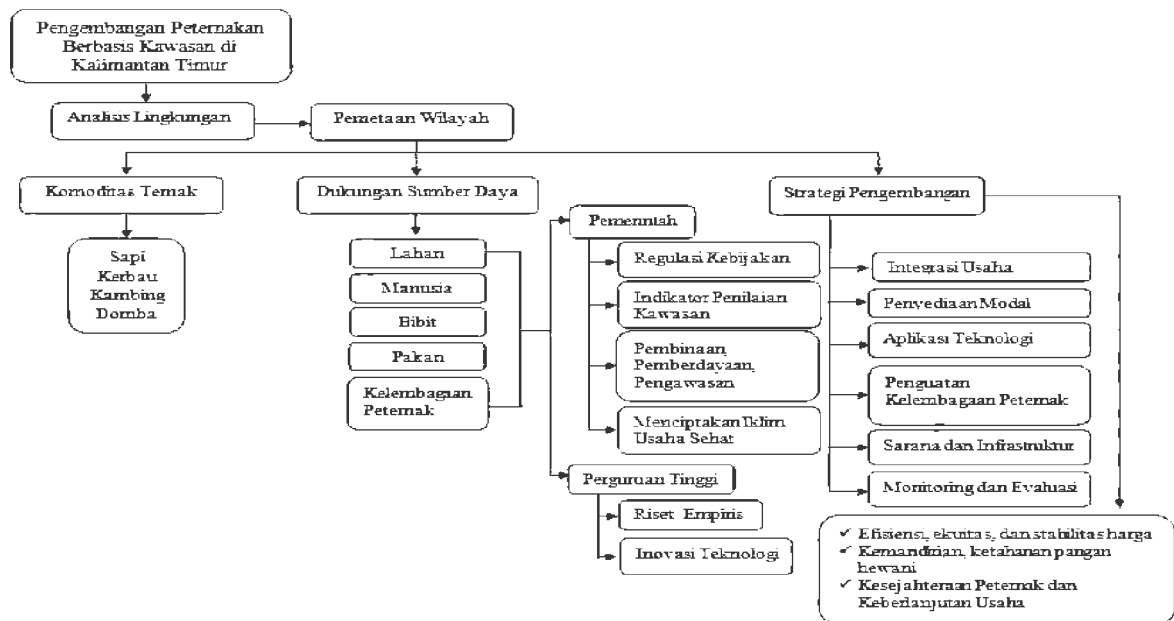 Pengembangan Peternakan
Berbasis Kawasan di
Kalimantan Timur
Analisis Lingkungan
Pemetaan Wilayah
Komoditas Ternak
Sapi
Kerbau
Kambing
Domba
Dukungan Sumber Daya
Lahan
Manusia
Bibit
Pakan
Kelembagaan
Peternak
Pemerintah
Regulasi Kebijakan
Indikator Penilaian
Kawasan
Pembinaan,
Pemberdayaan,
Pengawasan
Menciptakan Iklim
Usaha Sehat
Perguruan Tinggi
Riset Empiris
Inovasi Teknologi
Strategi Pengembangan
Integrasi Usaha
Penyediaan Modal
Aplikasi Teknologi
Penguatan
Kelembagaan Peternak
Sarana dan Infrastruktur
Monitoring dan Evaluasi
✓ Efisiensi, ekuitas, dan stabilitas harga
✓ Kemandirian, ketahanan pangan
hewani
✓ Kesejahteraan Peternak dan
Keberlanjutan Usaha